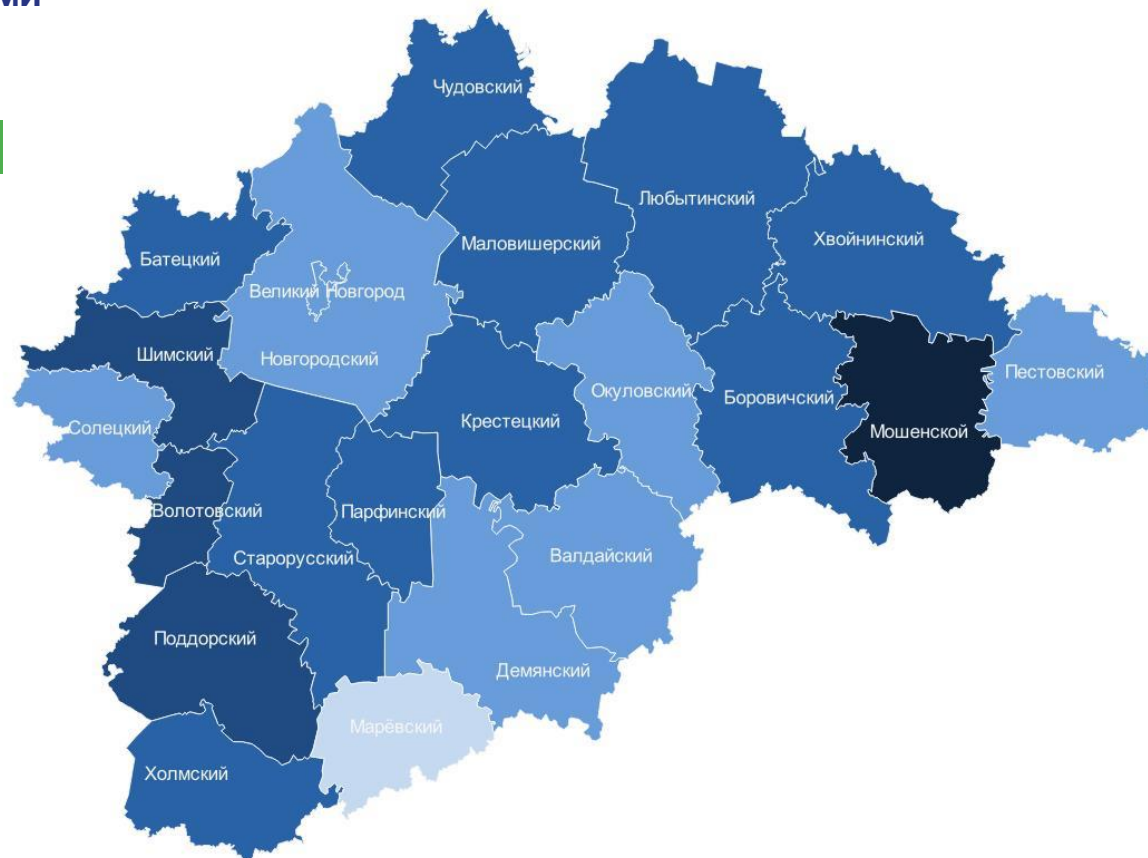 ми
Чудовский
Любытинский
Маловишерский
Хвойнинский
Батецкий
Великий Новгород
Шимский
Новгородский
Пестовский
Окуловский
Боровичский
Крестецкий
Солецкий
Мошенской
Волотовский
Парфинский
Старорусский
Валдайский
Поддорский
Демянский
Марёвский
Холмский